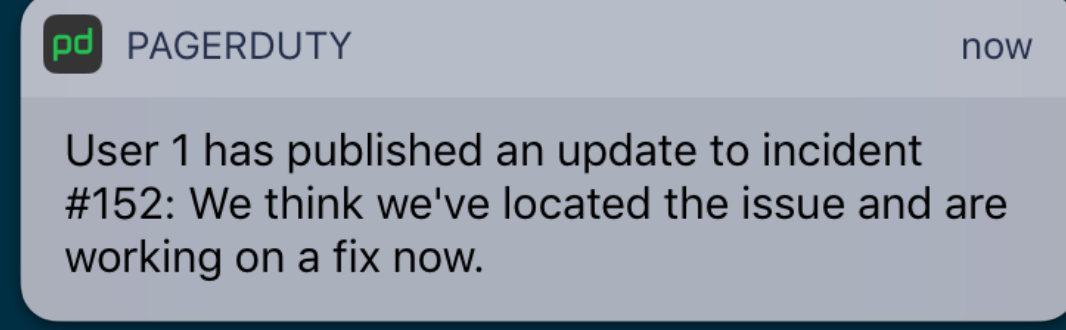 pd PAGERDUTY now
User 1 has published an update to incident
#152: We think we've located the issue and are
working on a fix now.